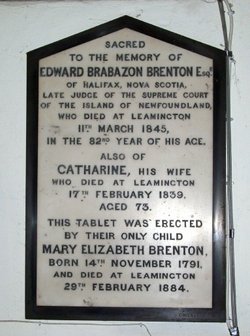 SACRED
TO THE MEMORY OF
EDWARD BRABAZON BRENTON Esqr.
OF HALIFAX, NOVA SCOTIA,
LATE JUDGE OF THE SUPREME COURT
OF THE ISLAND OF NEWFOUNDLAND,
WHO DIED AT LEAMINGTON
11TH MARCH 1845,
IN THE 82ND YEAR OF HIS AGE.
ALSO OF
CATHARINE, HIS WIFE
WHO DIED AT LEAMINGTON
17TH FEBRUARY 1839,
AGED 73.
THIS TABLET WAS ERECTED
BY THEIR ONLY CHILD
MARY ELIZABETH BRENTON,
BORN 14TH NOVEMBER 1791,
AND DIED AT LEAMINGTON
29TH FEBRUARY 1884.